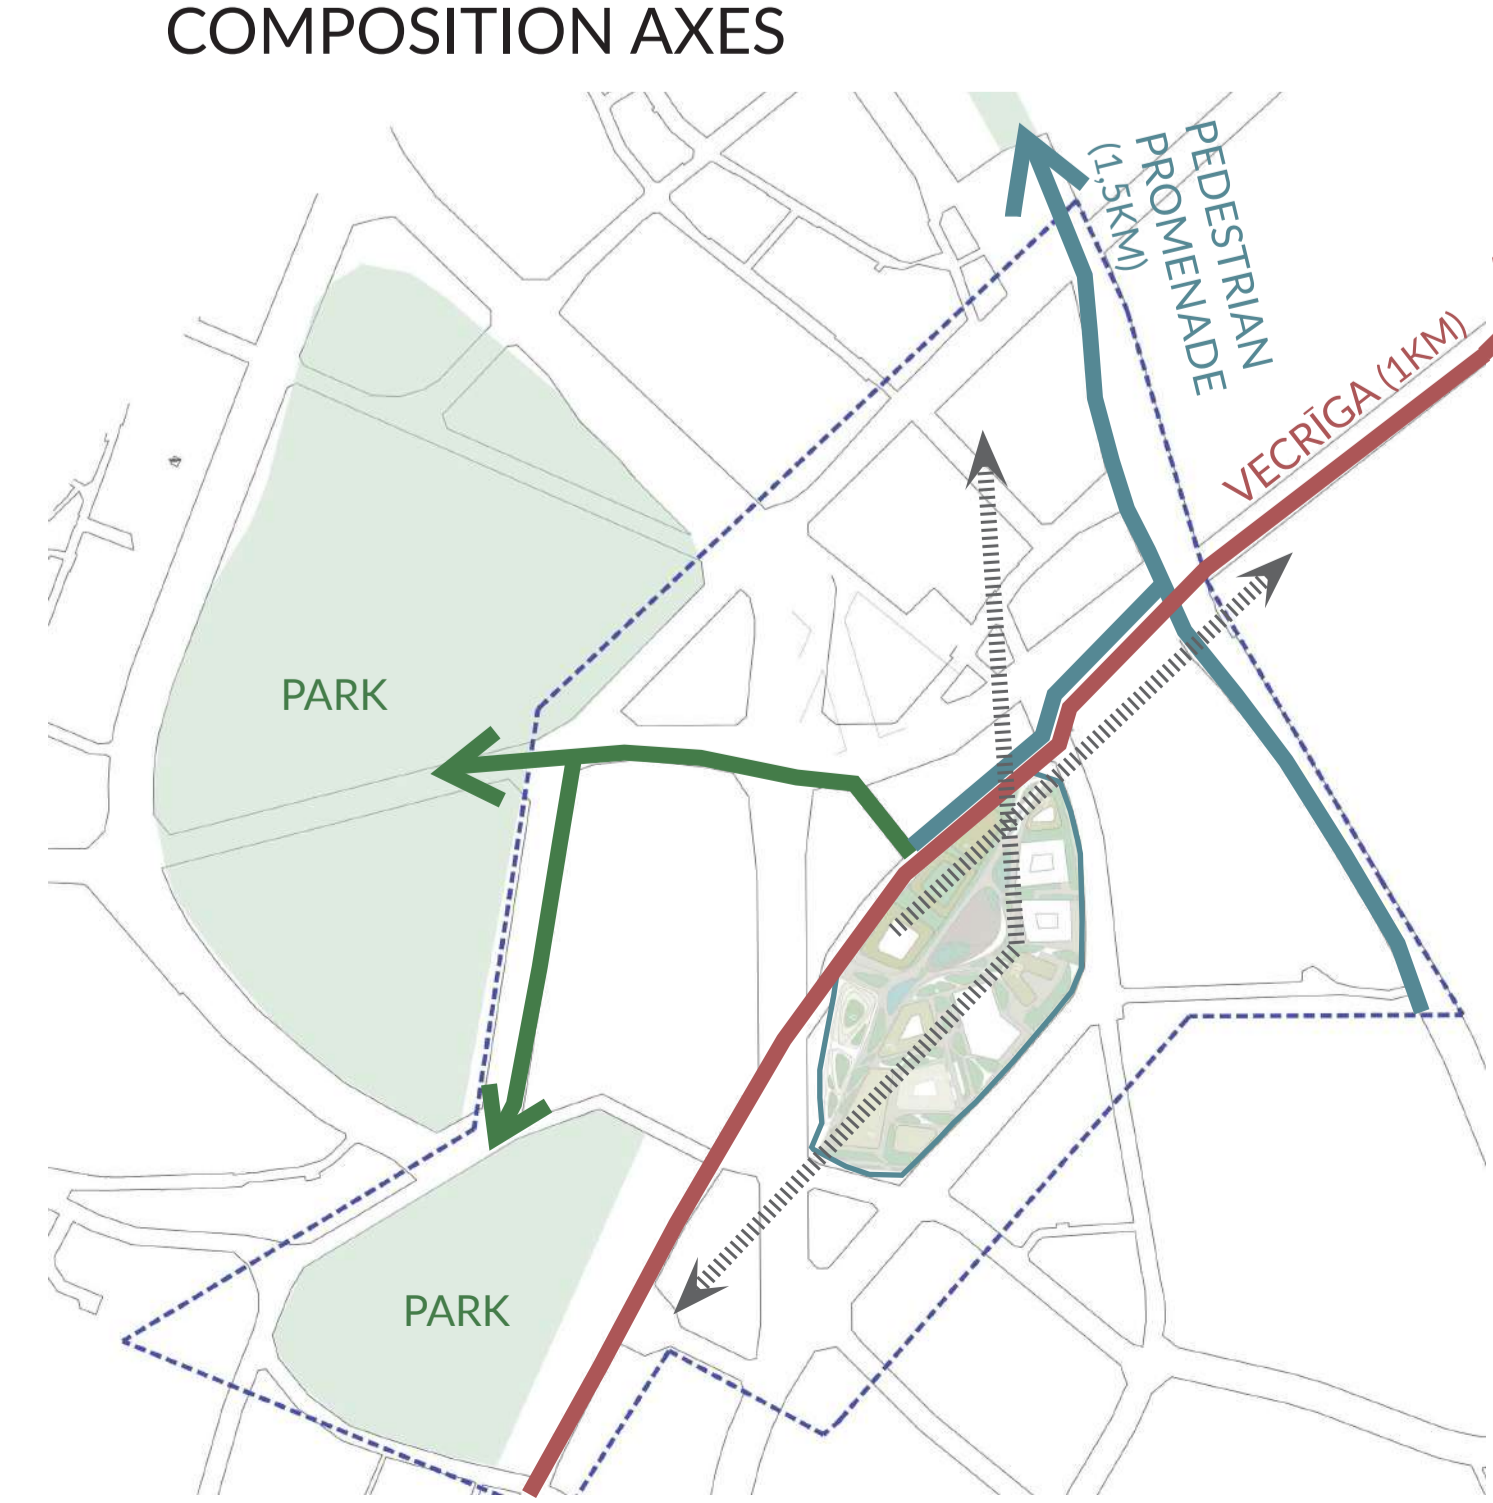 COMPOSITION AXES
PEDESTRIAN
PROMENADE
(1,5KM)
VECRĪGA (1KM)
PARK
PARK